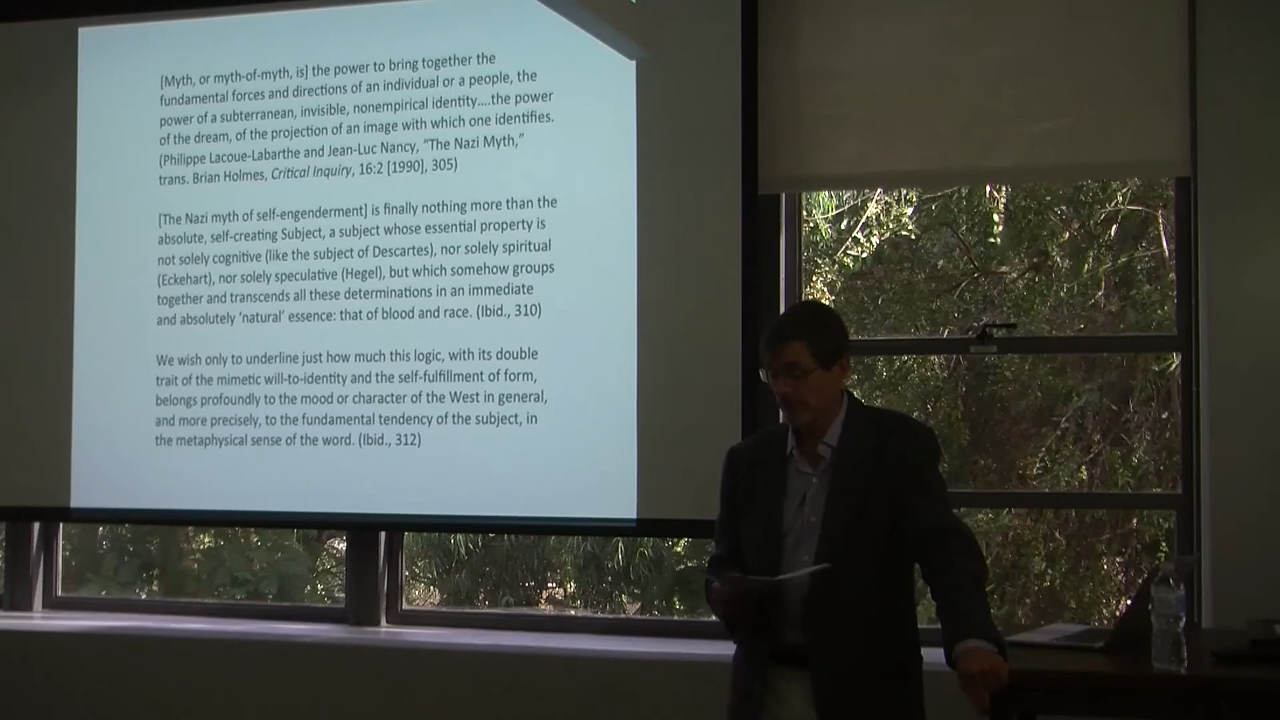 [Myth, or myth-of-myth, is] the power to bring together the
fundamental forces and directions of an individual or a people, the
power of a subterranean, invisible, nonempirical identity....the power
of the dream, of the projection of an image with which one identifies.
(Philippe Lacoue-Labarthe and Jean-Luc Nancy, “The Nazi Myth,”
trans. Brian Holmes, Critical Inquiry, 16:2 [1990], 305)
[The Nazi myth of self-engenderment] is finally nothing more than the
absolute, self-creating Subject, a subject whose essential property is
not solely cognitive (like the subject of Descartes), nor solely spiritual
(Eckehart), nor solely speculative (Hegel), but which somehow groups
together and transcends all these determinations in an immediate
and absolutely ‘natural’ essence: that of blood and race. (Ibid., 310)
We wish only to underline just how much this logic, with its double
trait of the mimetic will-to-identity and the self-fulfillment of form,
belongs profoundly to the mood or character of the West in general,
and more precisely, to the fundamental tendency of the subject, in
the metaphysical sense of the word. (Ibid., 312)